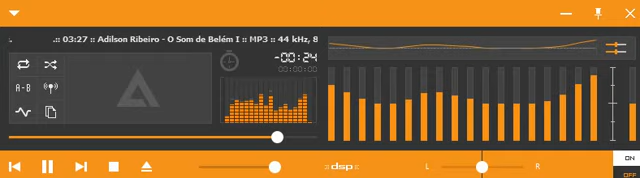 .    .:: 03:27 :: Adilson Ribeiro - O Som de Belém I :: MP3 :: 44 kHz, 8
-00:24
00:00:00
A-B
::dsp::
L R
ON
OFF